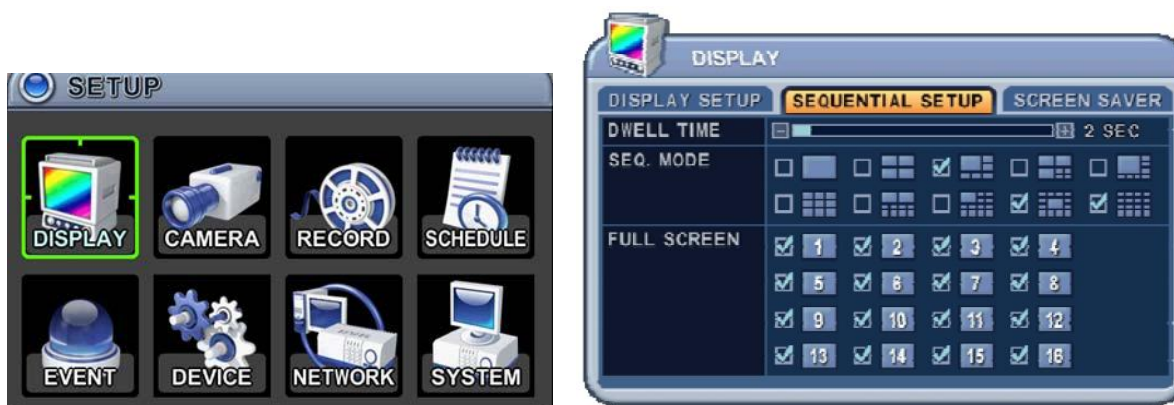 SETUP
DISPLAY CAMERA RECORD SCHEDULE
EVENT DEVICE NETWORK SYSTEM
DISPLAY
DISPLAY SETUP SEQUENTIAL SETUP SCREEN SAVER
DWELL TIME 2 SEC
SEQ. MODE
FULL SCREEN 1 2 3 4
5 6 7 8
9 10 11 12
13 14 15 16